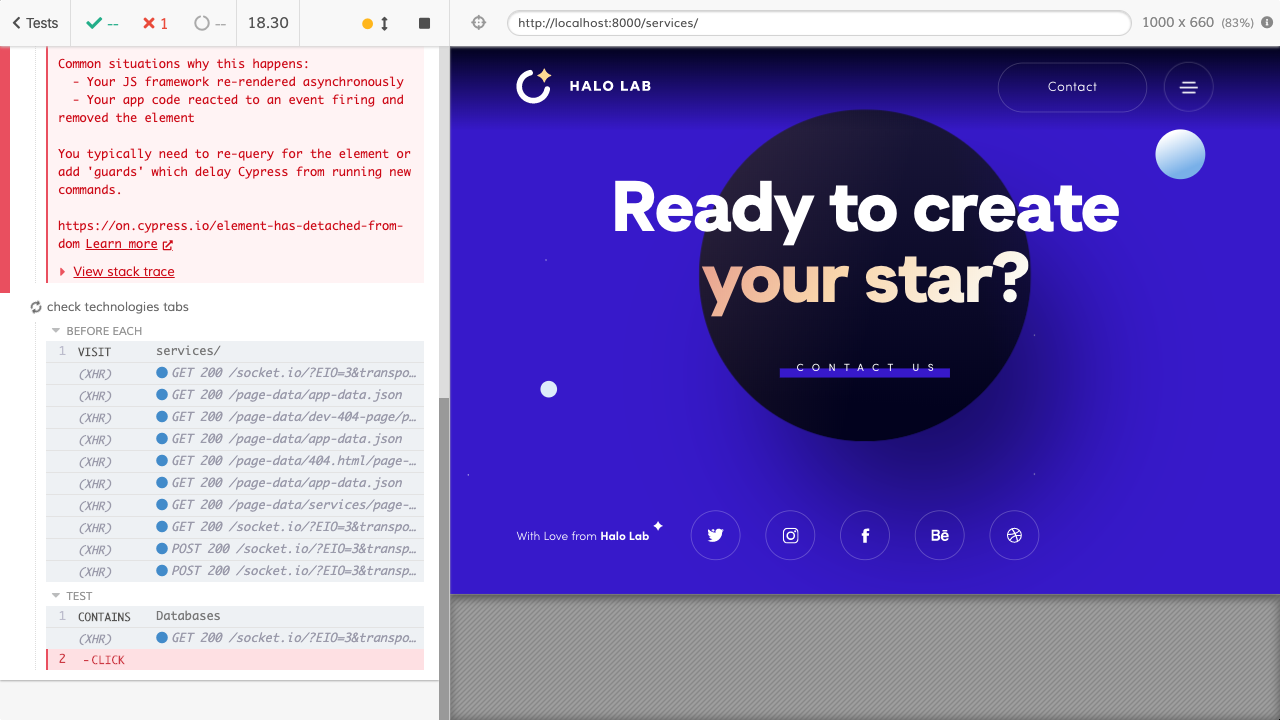 Tests
--
1
--
18.30
http://localhost:8000/services/
1000 x 660 (83%)
Common situations why this happens:
- Your JS framework re-rendered asynchronously
- Your app code reacted to an event firing and
removed the element
You typically need to re-query for the element or
add 'guards' which delay Cypress from running new
commands.
https://on.cypress.io/element-has-detached-from-
dom Learn more
View stack trace
check technologies tabs
BEFORE EACH
1 VISIT services/
(XHR) GET 200 /socket.io/?EIO=3&transpo…
(XHR) GET 200 /page-data/app-data.json
(XHR) GET 200 /page-data/dev-404-page/p…
(XHR) GET 200 /page-data/app-data.json
(XHR) GET 200 /page-data/404.html/page-…
(XHR) GET 200 /page-data/app-data.json
(XHR) GET 200 /page-data/services/page-…
(XHR) GET 200 /socket.io/?EIO=3&transp…
(XHR) POST 200 /socket.io/?EIO=3&transp…
(XHR) POST 200 /socket.io/?EIO=3&transp…
TEST
1 CONTAINS Databases
(XHR) GET 200 /socket.io/?EIO=3&transpo…
2 -CLICK
HALO LAB
Contact
Ready to create
your star?
CONTACT US
With Love from Halo Lab
Bē